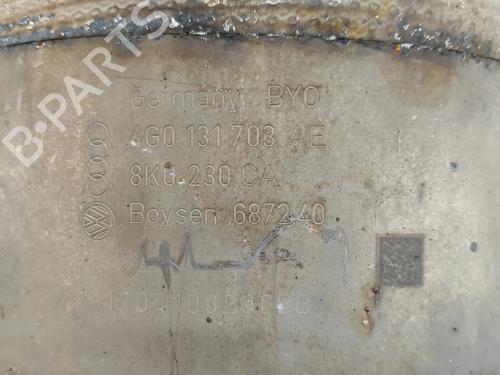 B-PARTS
Germany BYO
4G0 131 703 AE
8K0 230 CA
Boysen 687240